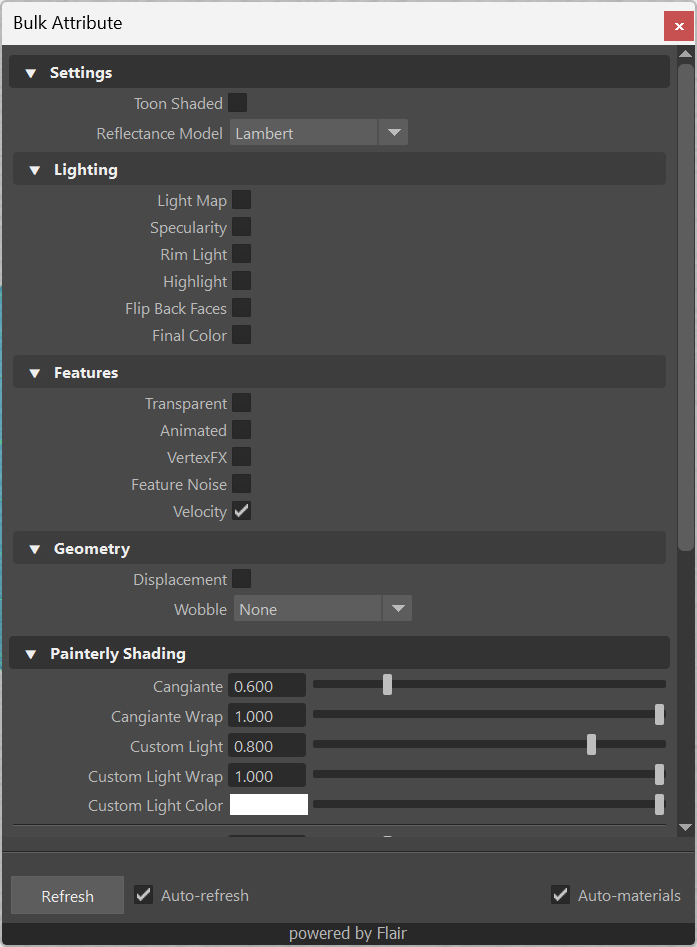 Bulk Attribute
Settings
Toon Shaded
Reflectance Model Lambert
Lighting
Light Map
Specularity
Rim Light
Highlight
Flip Back Faces
Final Color
Features
Transparent
Animated
VertexFX
Feature Noise
Velocity
Geometry
Displacement
Wobble None
Painterly Shading
Cangiante 0.600
Cangiante Wrap 1.000
Custom Light 0.800
Custom Light Wrap 1.000
Custom Light Color
Refresh Auto-refresh Auto-materials
powered by Flair